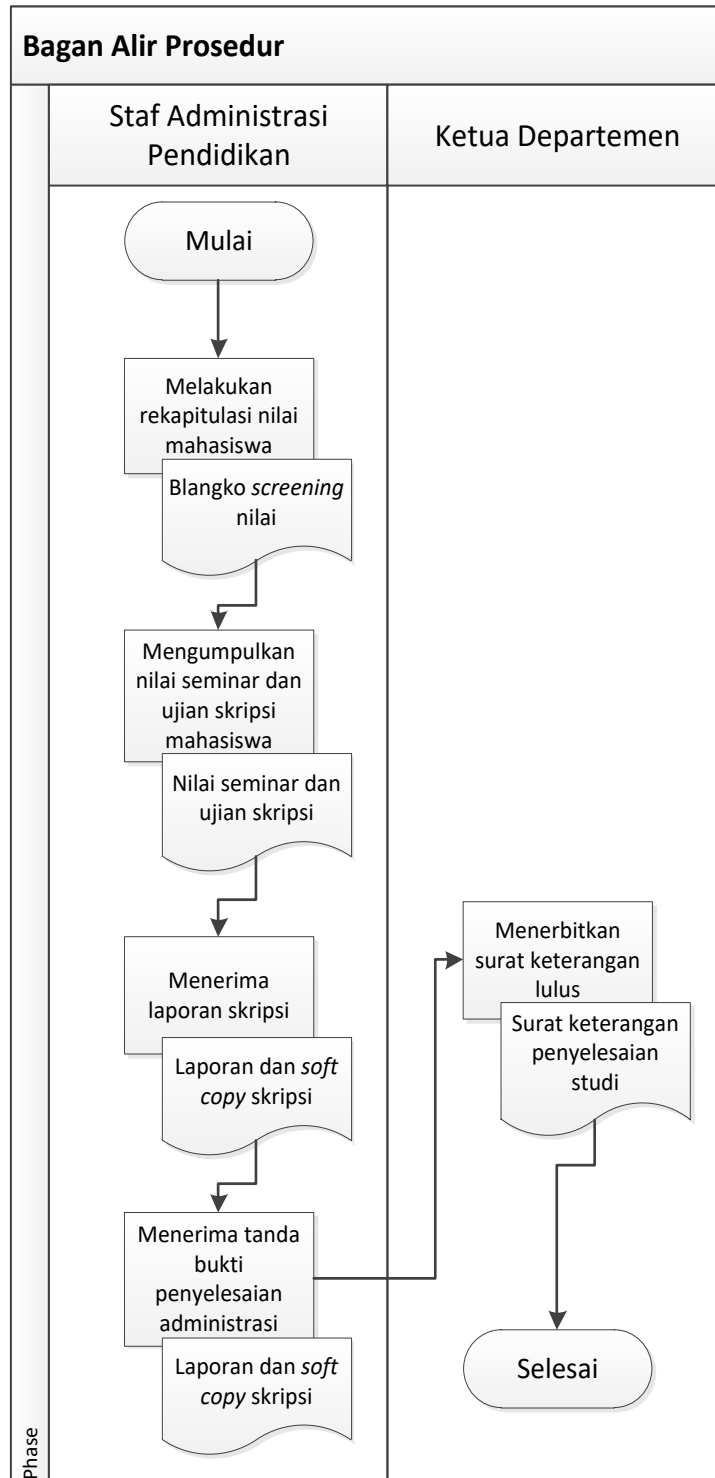 Bagan Alir Prosedur
Staf Administrasi
Pendidikan
Ketua Departemen
Mulai
Melakukan
rekapitulasi nilai
mahasiswa
Blangko screening
nilai
Mengumpulkan
nilai seminar dan
ujian skripsi
mahasiswa
Nilai seminar dan
ujian skripsi
Menerima
laporan skripsi
Laporan dan soft
copy skripsi
Menerima tanda
bukti
penyelesaian
administrasi
Laporan dan soft
copy skripsi
Menerbitkan
surat keterangan
lulus
Surat keterangan
penyelesaian
studi
Selesai
Phase